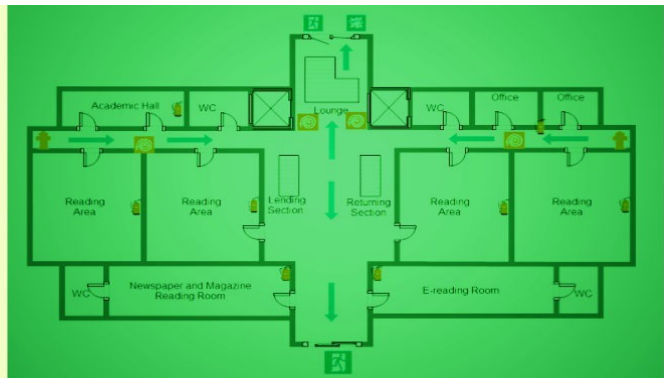 Academic Hall
WC
Lounge
WC
Office
Office
Reading
Area
Reading
Area
Lending
Section
Returning
Section
Reading
Area
Reading
Area
WC
Newspaper and Magazine
Reading Room
E-reading Room
WC